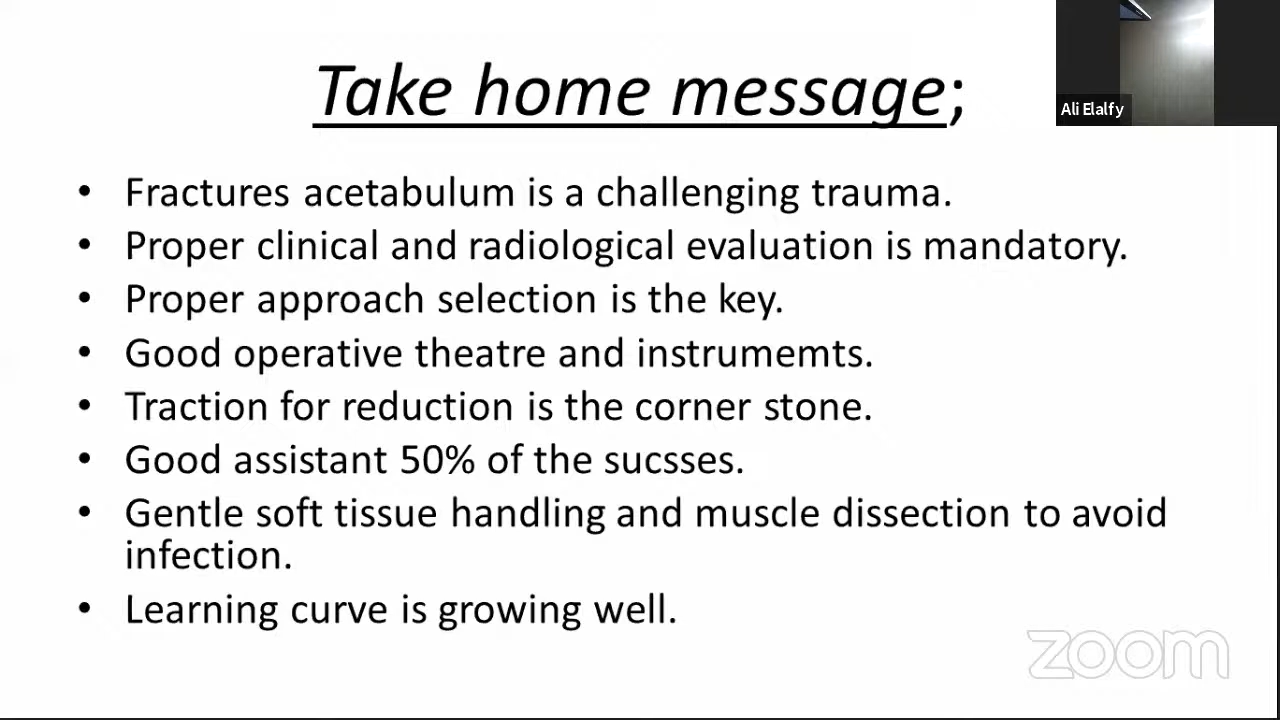 Take home message;
Ali Elalfy
• Fractures acetabulum is a challenging trauma.
• Proper clinical and radiological evaluation is mandatory.
• Proper approach selection is the key.
• Good operative theatre and instrumemts.
• Traction for reduction is the corner stone.
• Good assistant 50% of the sucsses.
• Gentle soft tissue handling and muscle dissection to avoid
infection.
• Learning curve is growing well.
zoom